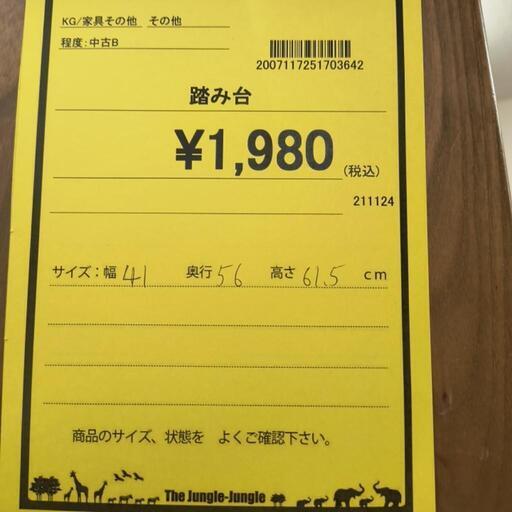 KG/家具その他 その他
程度:中古B
2007117251703642
踏み台
¥1,980(税込)
211124
サイズ:幅 41 奥行 56 高さ 61.5 cm
商品のサイズ、状態を よくご確認下さい。
The Jungle-Jungle